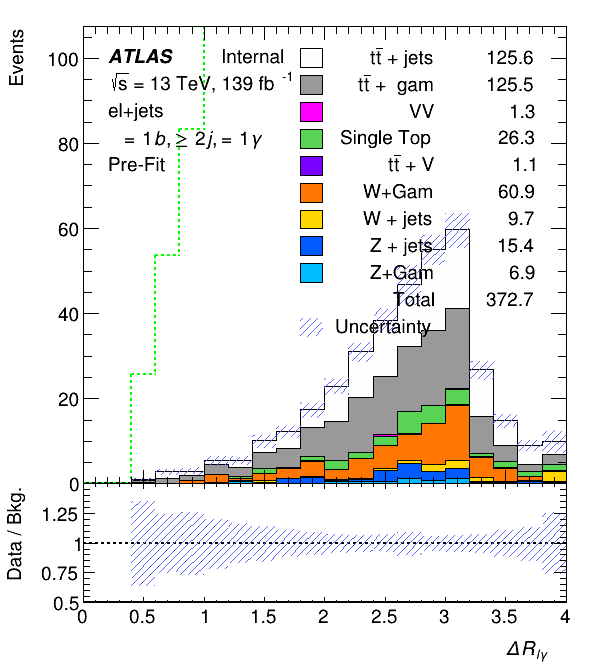 Events
ATLAS Internal
√s = 13 TeV, 139 fb⁻¹
el+jets
= 1b, ≥ 2j, = 1γ
Pre-Fit
tt̄ + jets 125.6
tt̄ + gam 125.5
VV 1.3
Single Top 26.3
tt̄ + V 1.1
W+Gam 60.9
W + jets 9.7
Z + jets 15.4
Z+Gam 6.9
Total 372.7
Uncertainty
100
80
60
40
20
0
Data / Bkg.
1.25
1
0.75
0.5
0 0.5 1 1.5 2 2.5 3 3.5 4
ΔR_lγ